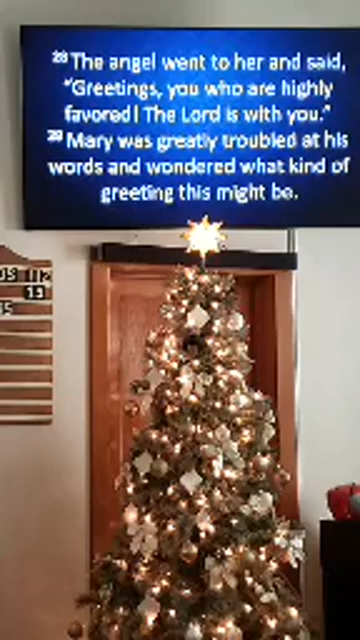 28 The angel went to her and said,
"Greetings, you who are highly
favored! The Lord is with you."
29 Mary was greatly troubled at his
words and wondered what kind of
greeting this might be.
112
13